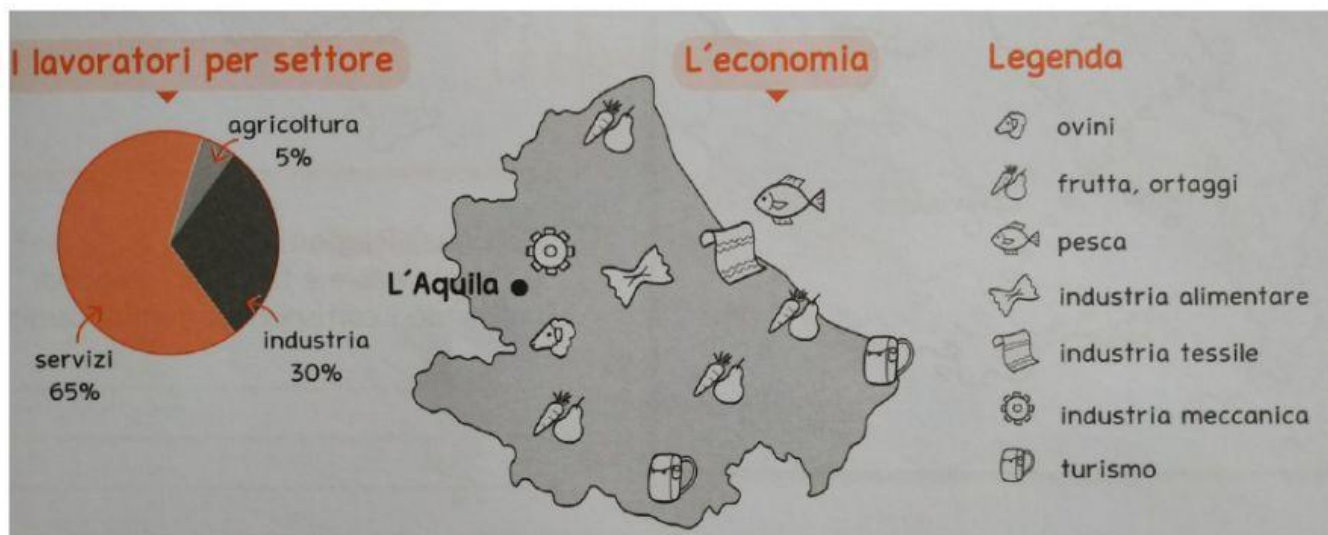 I lavoratori per settore
agricoltura
5%
servizi
65%
industria
30%
L'economia
L'Aquila
Legenda
ovini
frutta, ortaggi
pesca
industria alimentare
industria tessile
industria meccanica
turismo